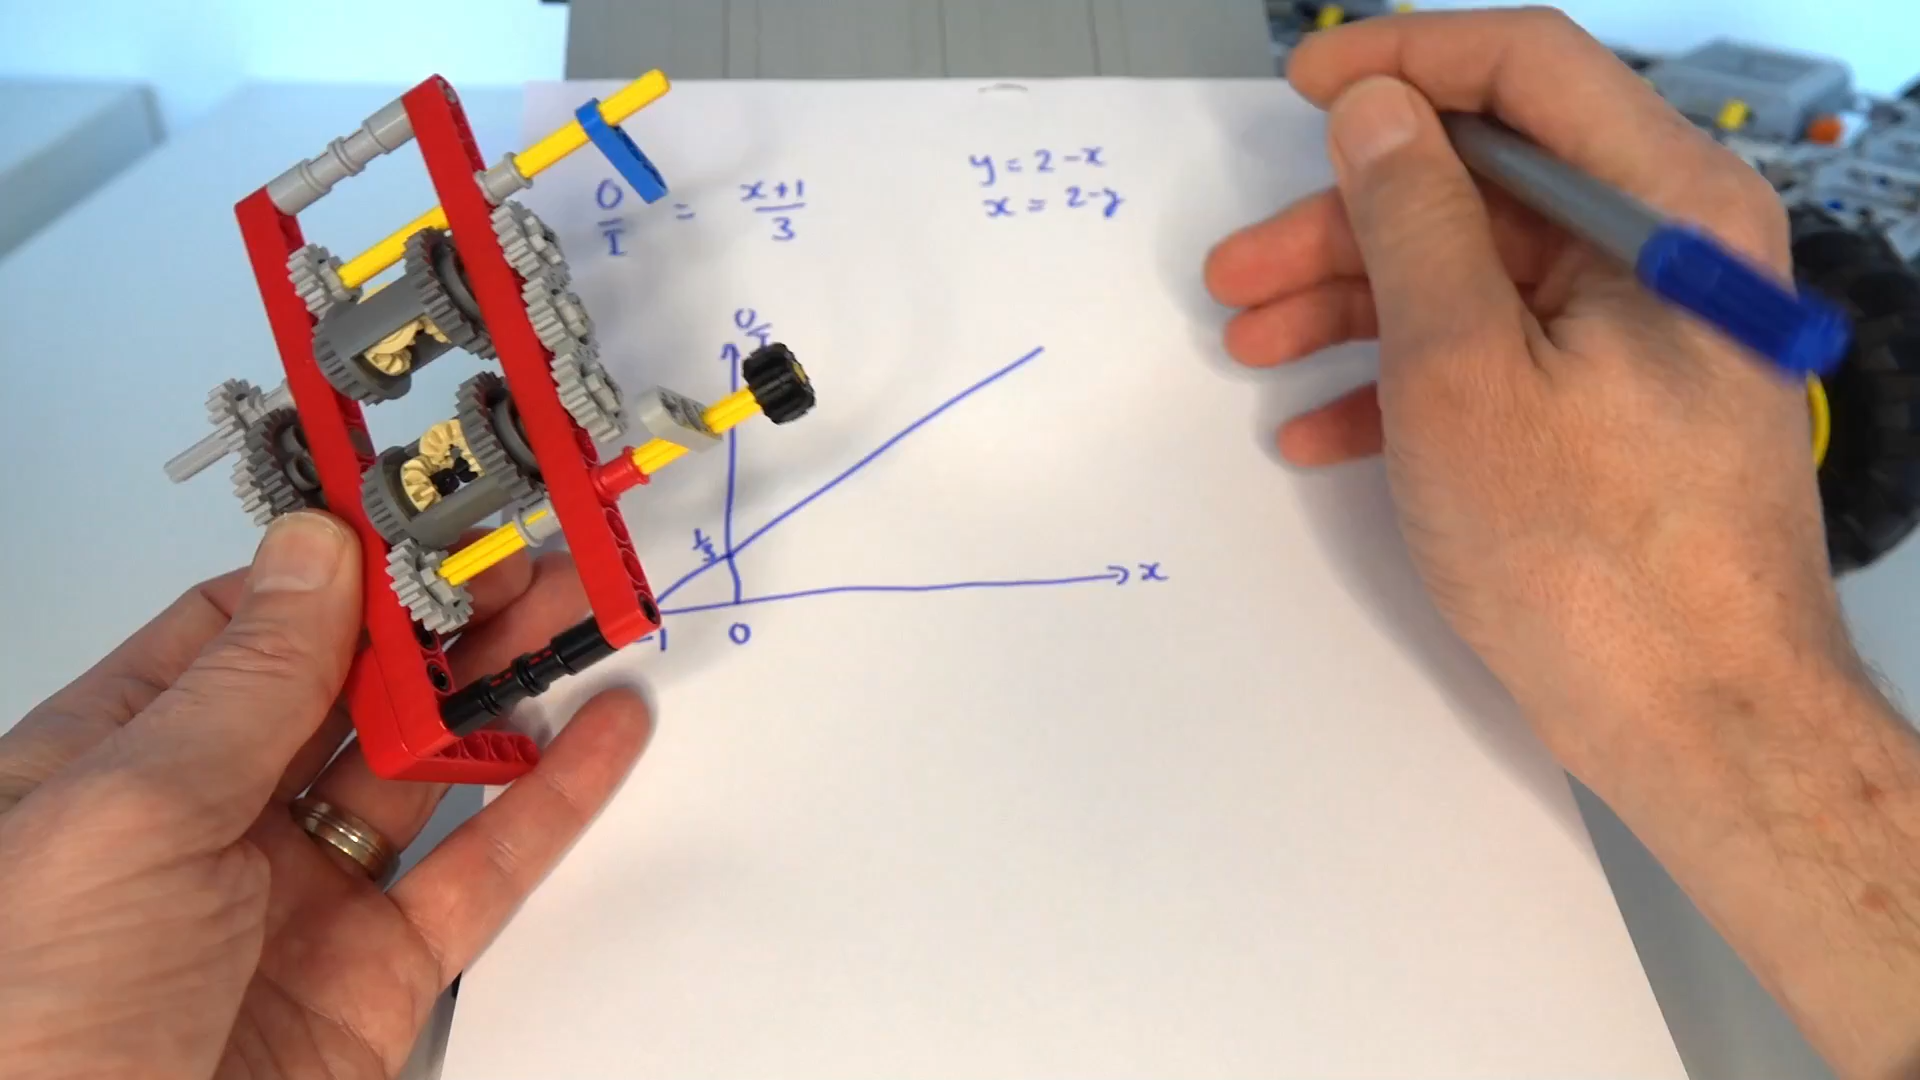 O/I = x+1/3
y = 2-x
x = 2-y
O/I
1/3
x
-1 0